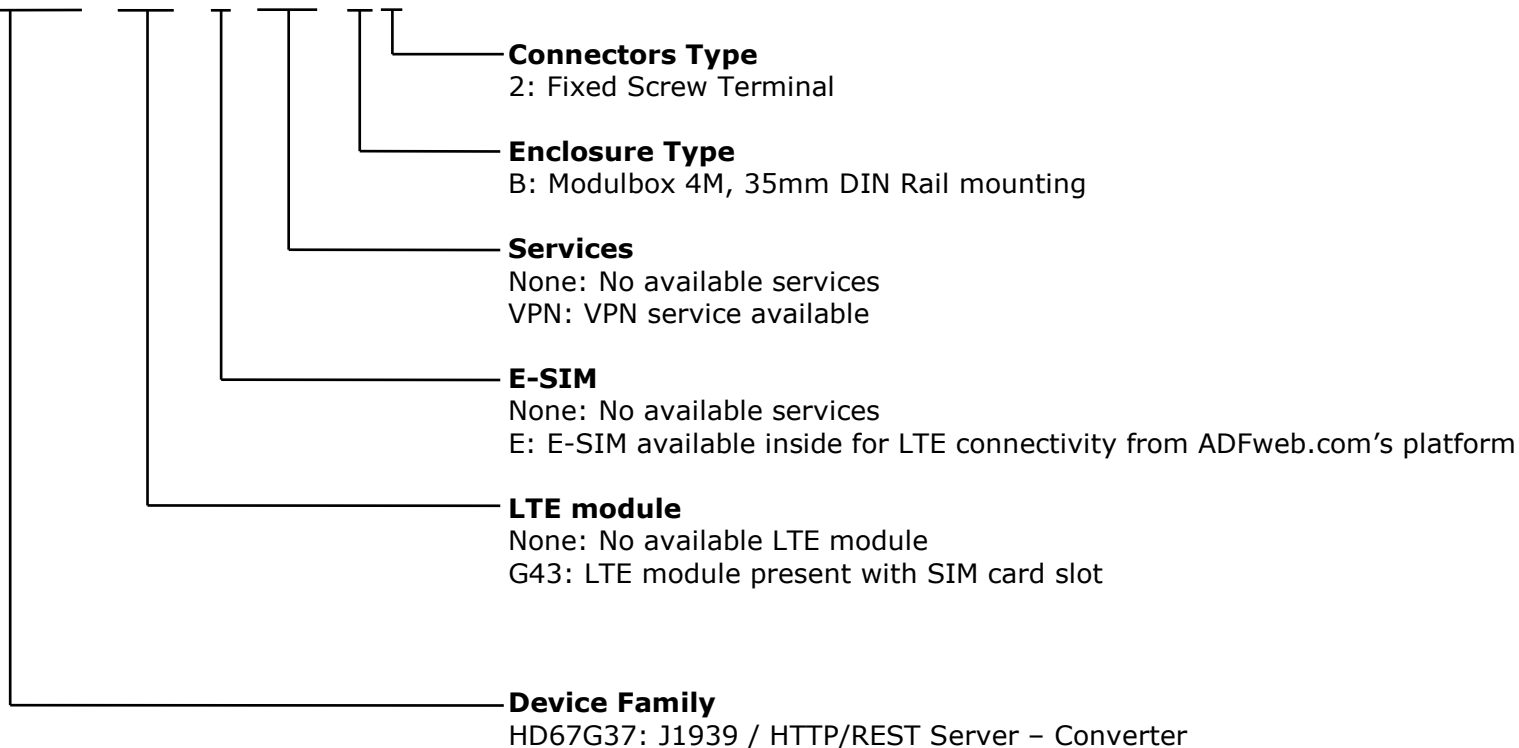 Connectors Type
2: Fixed Screw Terminal
Enclosure Type
B: Modulbox 4M, 35mm DIN Rail mounting
Services
None: No available services
VPN: VPN service available
E-SIM
None: No available services
E: E-SIM available inside for LTE connectivity from ADFweb.com’s platform
LTE module
None: No available LTE module
G43: LTE module present with SIM card slot
Device Family
HD67G37: J1939 / HTTP/REST Server – Converter